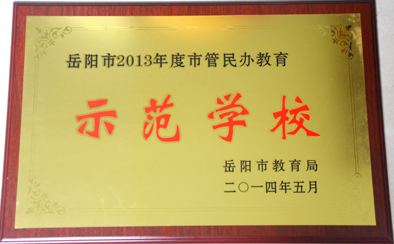 岳阳市2013年度市管民办教育
示范学校
岳阳市教育局
二〇一四年五月